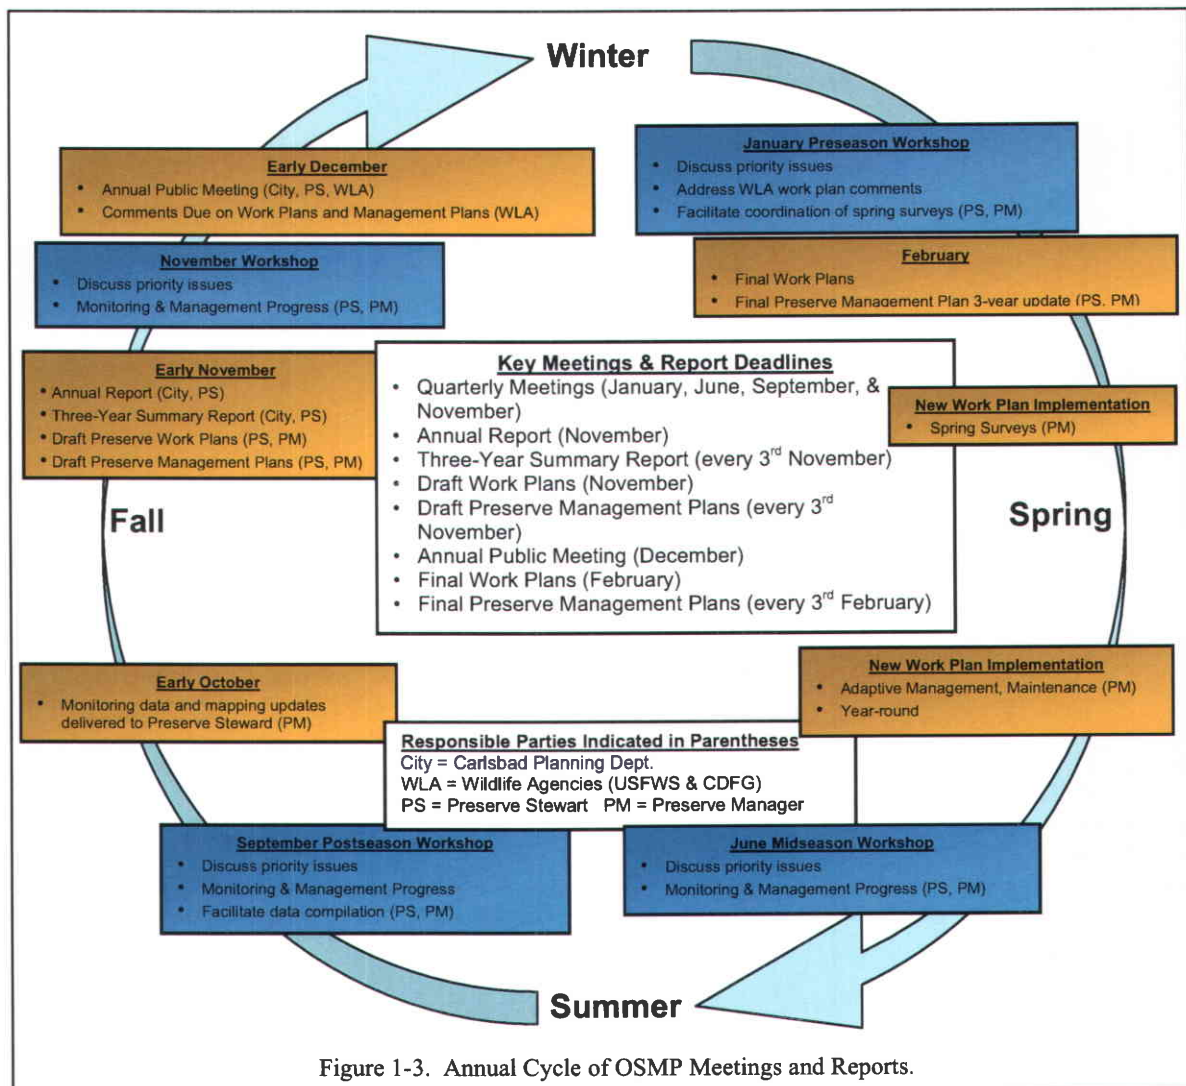 Winter
January Preseason Workshop
• Discuss priority issues
• Address WLA work plan comments
• Facilitate coordination of spring surveys (PS, PM)
February
• Final Work Plans
• Final Preserve Management Plan 3-year update (PS, PM)
New Work Plan Implementation
• Spring Surveys (PM)
Spring
New Work Plan Implementation
• Adaptive Management, Maintenance (PM)
• Year-round
June Midseason Workshop
• Discuss priority issues
• Monitoring & Management Progress (PS, PM)
Summer
September Postseason Workshop
• Discuss priority issues
• Monitoring & Management Progress
• Facilitate data compilation (PS, PM)
Early October
• Monitoring data and mapping updates
delivered to Preserve Steward (PM)
Fall
Early November
• Annual Report (City, PS)
• Three-Year Summary Report (City, PS)
• Draft Preserve Work Plans (PS, PM)
• Draft Preserve Management Plans (PS, PM)
November Workshop
• Discuss priority issues
• Monitoring & Management Progress (PS, PM)
Early December
• Annual Public Meeting (City, PS, WLA)
• Comments Due on Work Plans and Management Plans (WLA)
Key Meetings & Report Deadlines
• Quarterly Meetings (January, June, September, &
November)
• Annual Report (November)
• Three-Year Summary Report (every 3rd November)
• Draft Work Plans (November)
• Draft Preserve Management Plans (every 3rd
November)
• Annual Public Meeting (December)
• Final Work Plans (February)
• Final Preserve Management Plans (every 3rd February)
Responsible Parties Indicated in Parentheses
City = Carlsbad Planning Dept.
WLA = Wildlife Agencies (USFWS & CDFG)
PS = Preserve Stewart PM = Preserve Manager
Figure 1-3. Annual Cycle of OSMP Meetings and Reports.